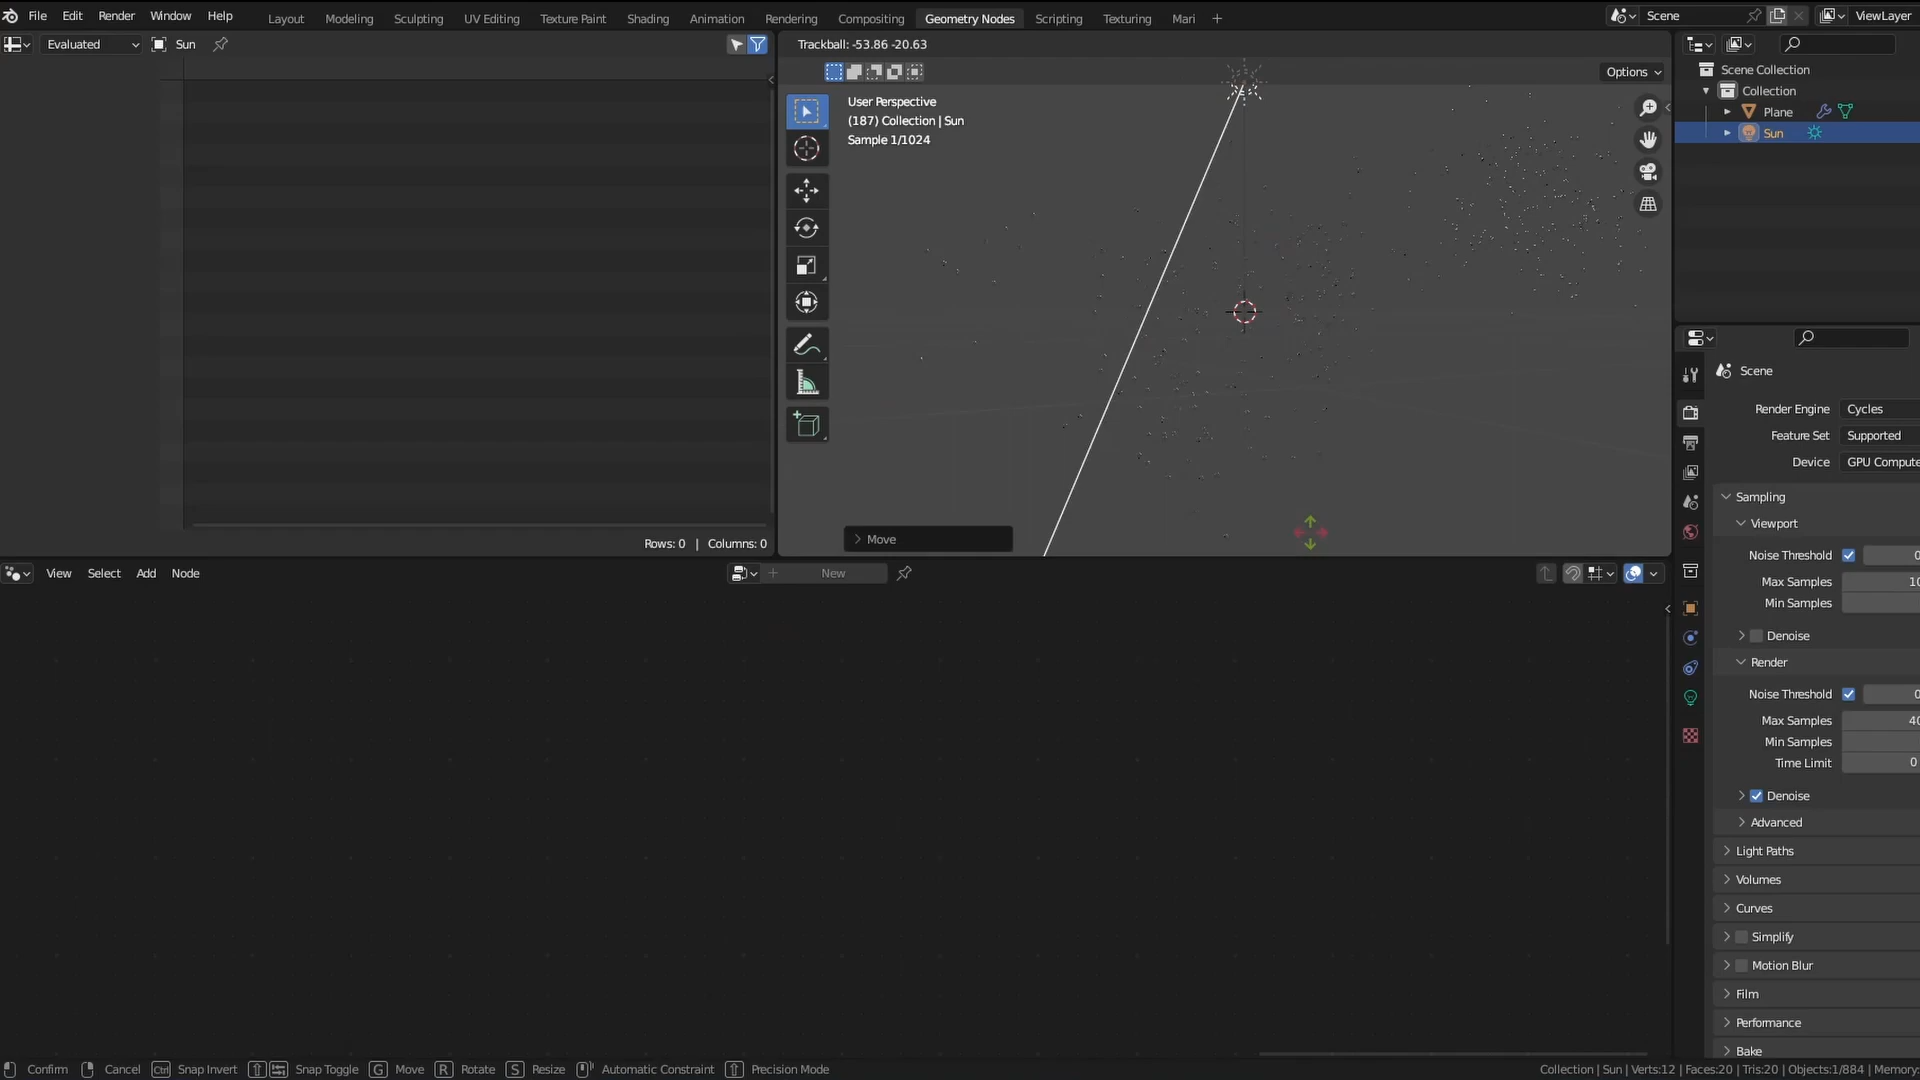 File Edit Render Window Help Layout Modeling Sculpting UV Editing Texture Paint Shading Animation Rendering Compositing Geometry Nodes Scripting Texturing Mari + Scene ViewLayer
Evaluated Sun
Trackball: -53.86 -20.63
Options
User Perspective
(187) Collection | Sun
Sample 1/1024
Move
Rows: 0 | Columns: 0
Scene Collection
Collection
Plane
Sun
Scene
Render Engine Cycles
Feature Set Supported
Device GPU Compute
Sampling
Viewport
Noise Threshold 0
Max Samples 10
Min Samples
Denoise
Render
Noise Threshold 0
Max Samples 40
Min Samples
Time Limit 0
Denoise
Advanced
Light Paths
Volumes
Curves
Simplify
Motion Blur
Film
Performance
Bake
View Select Add Node New
Confirm Cancel Ctrl Snap Invert Snap Toggle G Move R Rotate S Resize Automatic Constraint Precision Mode
Collection | Sun | Verts:12 | Faces:20 | Tris:20 | Objects:1/884 | Memory: